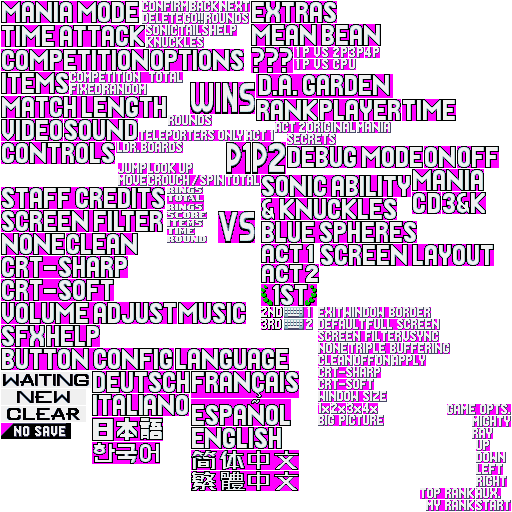 MANIA MODE CONFIRM BACK NEXT EXTRAS
DELETE GO! ROUNDS
TIME ATTACK SONIC TAILS HELP MEAN BEAN
KNUCKLES
COMPETITION OPTIONS ??? 1P VS 2P 3P 4P
1P VS CPU
ITEMS COMPETITION TOTAL D.A. GARDEN
FIXED RANDOM
WINS
MATCH LENGTH RANK PLAYER TIME
ROUNDS
VIDEO SOUND TELEPORTERS ONLY ACT 1 ACT 2 ORIGINAL MANIA
SECRETS
CONTROLS LDR. BOARDS P1 P2 DEBUG MODE ON OFF
JUMP LOOK UP
MOVE CROUCH / SPIN TOTAL SONIC ABILITY MANIA
STAFF CREDITS RINGS & KNUCKLES CD 3&K
TOTAL
RINGS
SCREEN FILTER SCORE VS BLUE SPHERES
ITEMS
TIME
NONE CLEAN ROUND ACT 1 SCREEN LAYOUT
CRT-SHARP ACT 2
CRT-SOFT 1ST
VOLUME ADJUST MUSIC 2ND 1 EXIT WINDOW BORDER
3RD 2 DEFAULT FULL SCREEN
SFX HELP SCREEN FILTER VSYNC
NONE TRIPLE BUFFERING
BUTTON CONFIG LANGUAGE CLEAN OFF ON APPLY
CRT-SHARP
WAITING DEUTSCH FRANÇAIS CRT-SOFT
NEW ITALIANO WINDOW SIZE
CLEAR ESPAÑOL 1x 2x 3x 4x
BIG PICTURE
NO SAVE 日本語 ENGLISH
한국어 简体中文
繁體中文
GAME OPTS.
MIGHTY
RAY
UP
DOWN
LEFT
RIGHT
TOP RANK AUX.
MY RANK START